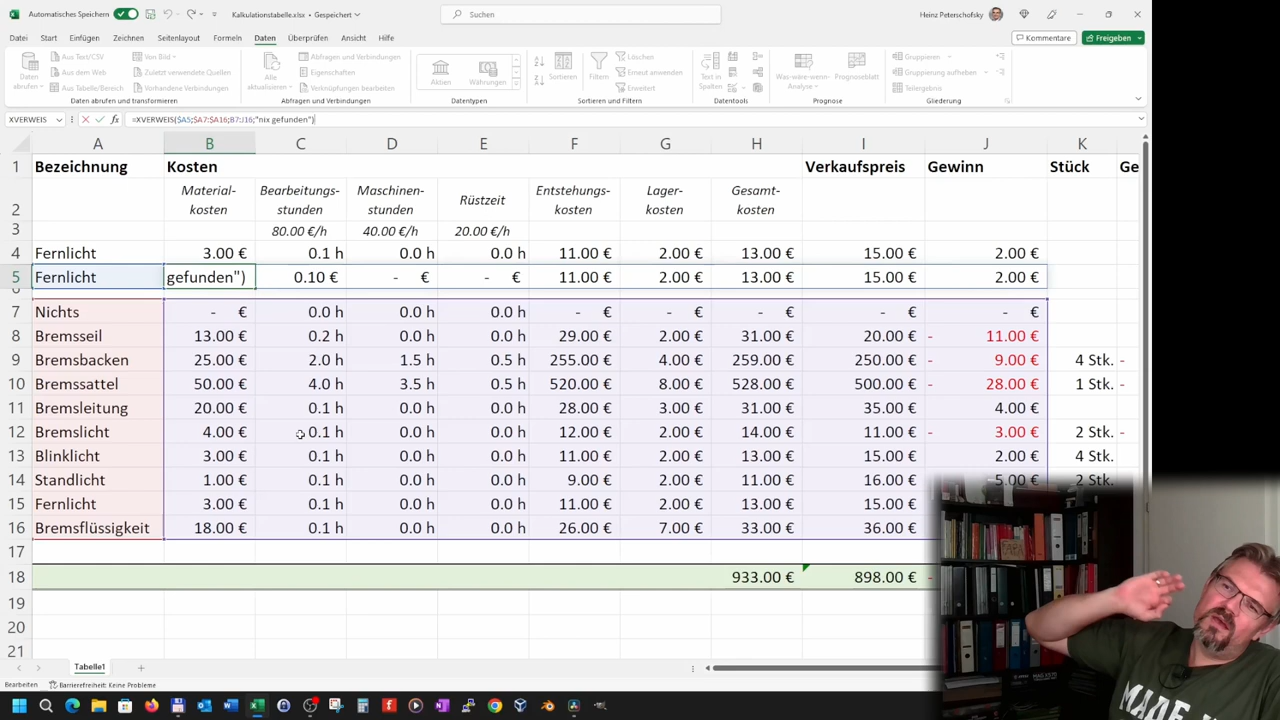 Automatisches Speichern
Kalkulationstabelle.xlsx • Gespeichert
Suchen
Heinz Peterschofsky
Datei Start Einfügen Zeichnen Seitenlayout Formeln Daten Überprüfen Ansicht Hilfe
Kommentare Freigeben
Daten abrufen
Aus Text/CSV
Aus dem Web
Aus Tabelle/Bereich
Von Bild
Zuletzt verwendete Quellen
Vorhandene Verbindungen
Alle aktualisieren
Abfragen und Verbindungen
Eigenschaften
Verknüpfungen bearbeiten
Aktien Währungen
Sortieren
Filtern
Löschen
Erneut anwenden
Erweitert
Text in Spalten
Was-wäre-wenn-Analyse
Prognoseblatt
Gruppieren
Gruppierung aufheben
Teilergebnis
Daten abrufen und transformieren Abfragen und Verbindungen Datentypen Sortieren und Filtern Datentools Prognose Gliederung
XVERWEIS =XVERWEIS($A5;$A7:$A16;B7:J16;"nix gefunden")
A B C D E F G H I J K
1 Bezeichnung Kosten Verkaufspreis Gewinn Stück Ge
2 Material-kosten Bearbeitungs-stunden Maschinen-stunden Rüstzeit Entstehungs-kosten Lager-kosten Gesamt-kosten
3 80.00 €/h 40.00 €/h 20.00 €/h
4 Fernlicht 3.00 € 0.1 h 0.0 h 0.0 h 11.00 € 2.00 € 13.00 € 15.00 € 2.00 €
5 Fernlicht gefunden") 0.10 € - € - € 11.00 € 2.00 € 13.00 € 15.00 € 2.00 €
6
7 Nichts - € 0.0 h 0.0 h 0.0 h - € - € - € - € - €
8 Bremsseil 13.00 € 0.2 h 0.0 h 0.0 h 29.00 € 2.00 € 31.00 € 20.00 € - 11.00 €
9 Bremsbacken 25.00 € 2.0 h 1.5 h 0.5 h 255.00 € 4.00 € 259.00 € 250.00 € - 9.00 € 4 Stk. -
10 Bremssattel 50.00 € 4.0 h 3.5 h 0.5 h 520.00 € 8.00 € 528.00 € 500.00 € - 28.00 € 1 Stk. -
11 Bremsleitung 20.00 € 0.1 h 0.0 h 0.0 h 28.00 € 3.00 € 31.00 € 35.00 € 4.00 €
12 Bremslicht 4.00 € 0.1 h 0.0 h 0.0 h 12.00 € 2.00 € 14.00 € 11.00 € - 3.00 € 2 Stk. -
13 Blinklicht 3.00 € 0.1 h 0.0 h 0.0 h 11.00 € 2.00 € 13.00 € 15.00 € 2.00 € 4 Stk.
14 Standlicht 1.00 € 0.1 h 0.0 h 0.0 h 9.00 € 2.00 € 11.00 € 16.00 € 5.00 € 2 Stk.
15 Fernlicht 3.00 € 0.1 h 0.0 h 0.0 h 11.00 € 2.00 € 13.00 € 15.00 €
16 Bremsflüssigkeit 18.00 € 0.1 h 0.0 h 0.0 h 26.00 € 7.00 € 33.00 € 36.00 €
17
18 933.00 € 898.00 € -
19
20
21
Tabelle1
Bearbeiten Barrierefreiheit: Keine Probleme
MADE